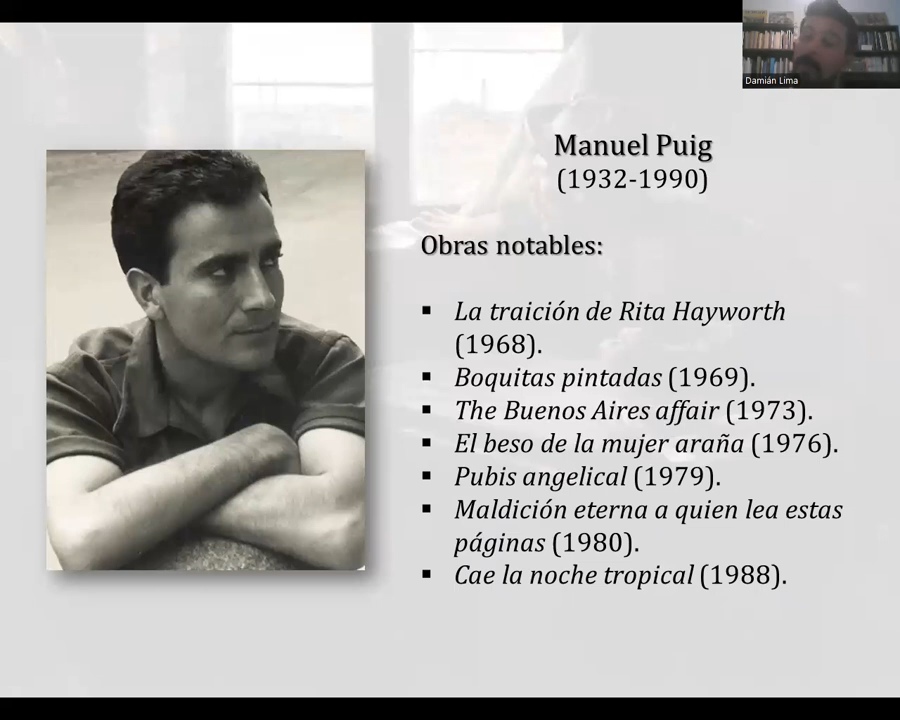 Damián Lima
Manuel Puig
(1932-1990)
Obras notables:
▪ La traición de Rita Hayworth
(1968).
▪ Boquitas pintadas (1969).
▪ The Buenos Aires affair (1973).
▪ El beso de la mujer araña (1976).
▪ Pubis angelical (1979).
▪ Maldición eterna a quien lea estas
páginas (1980).
▪ Cae la noche tropical (1988).